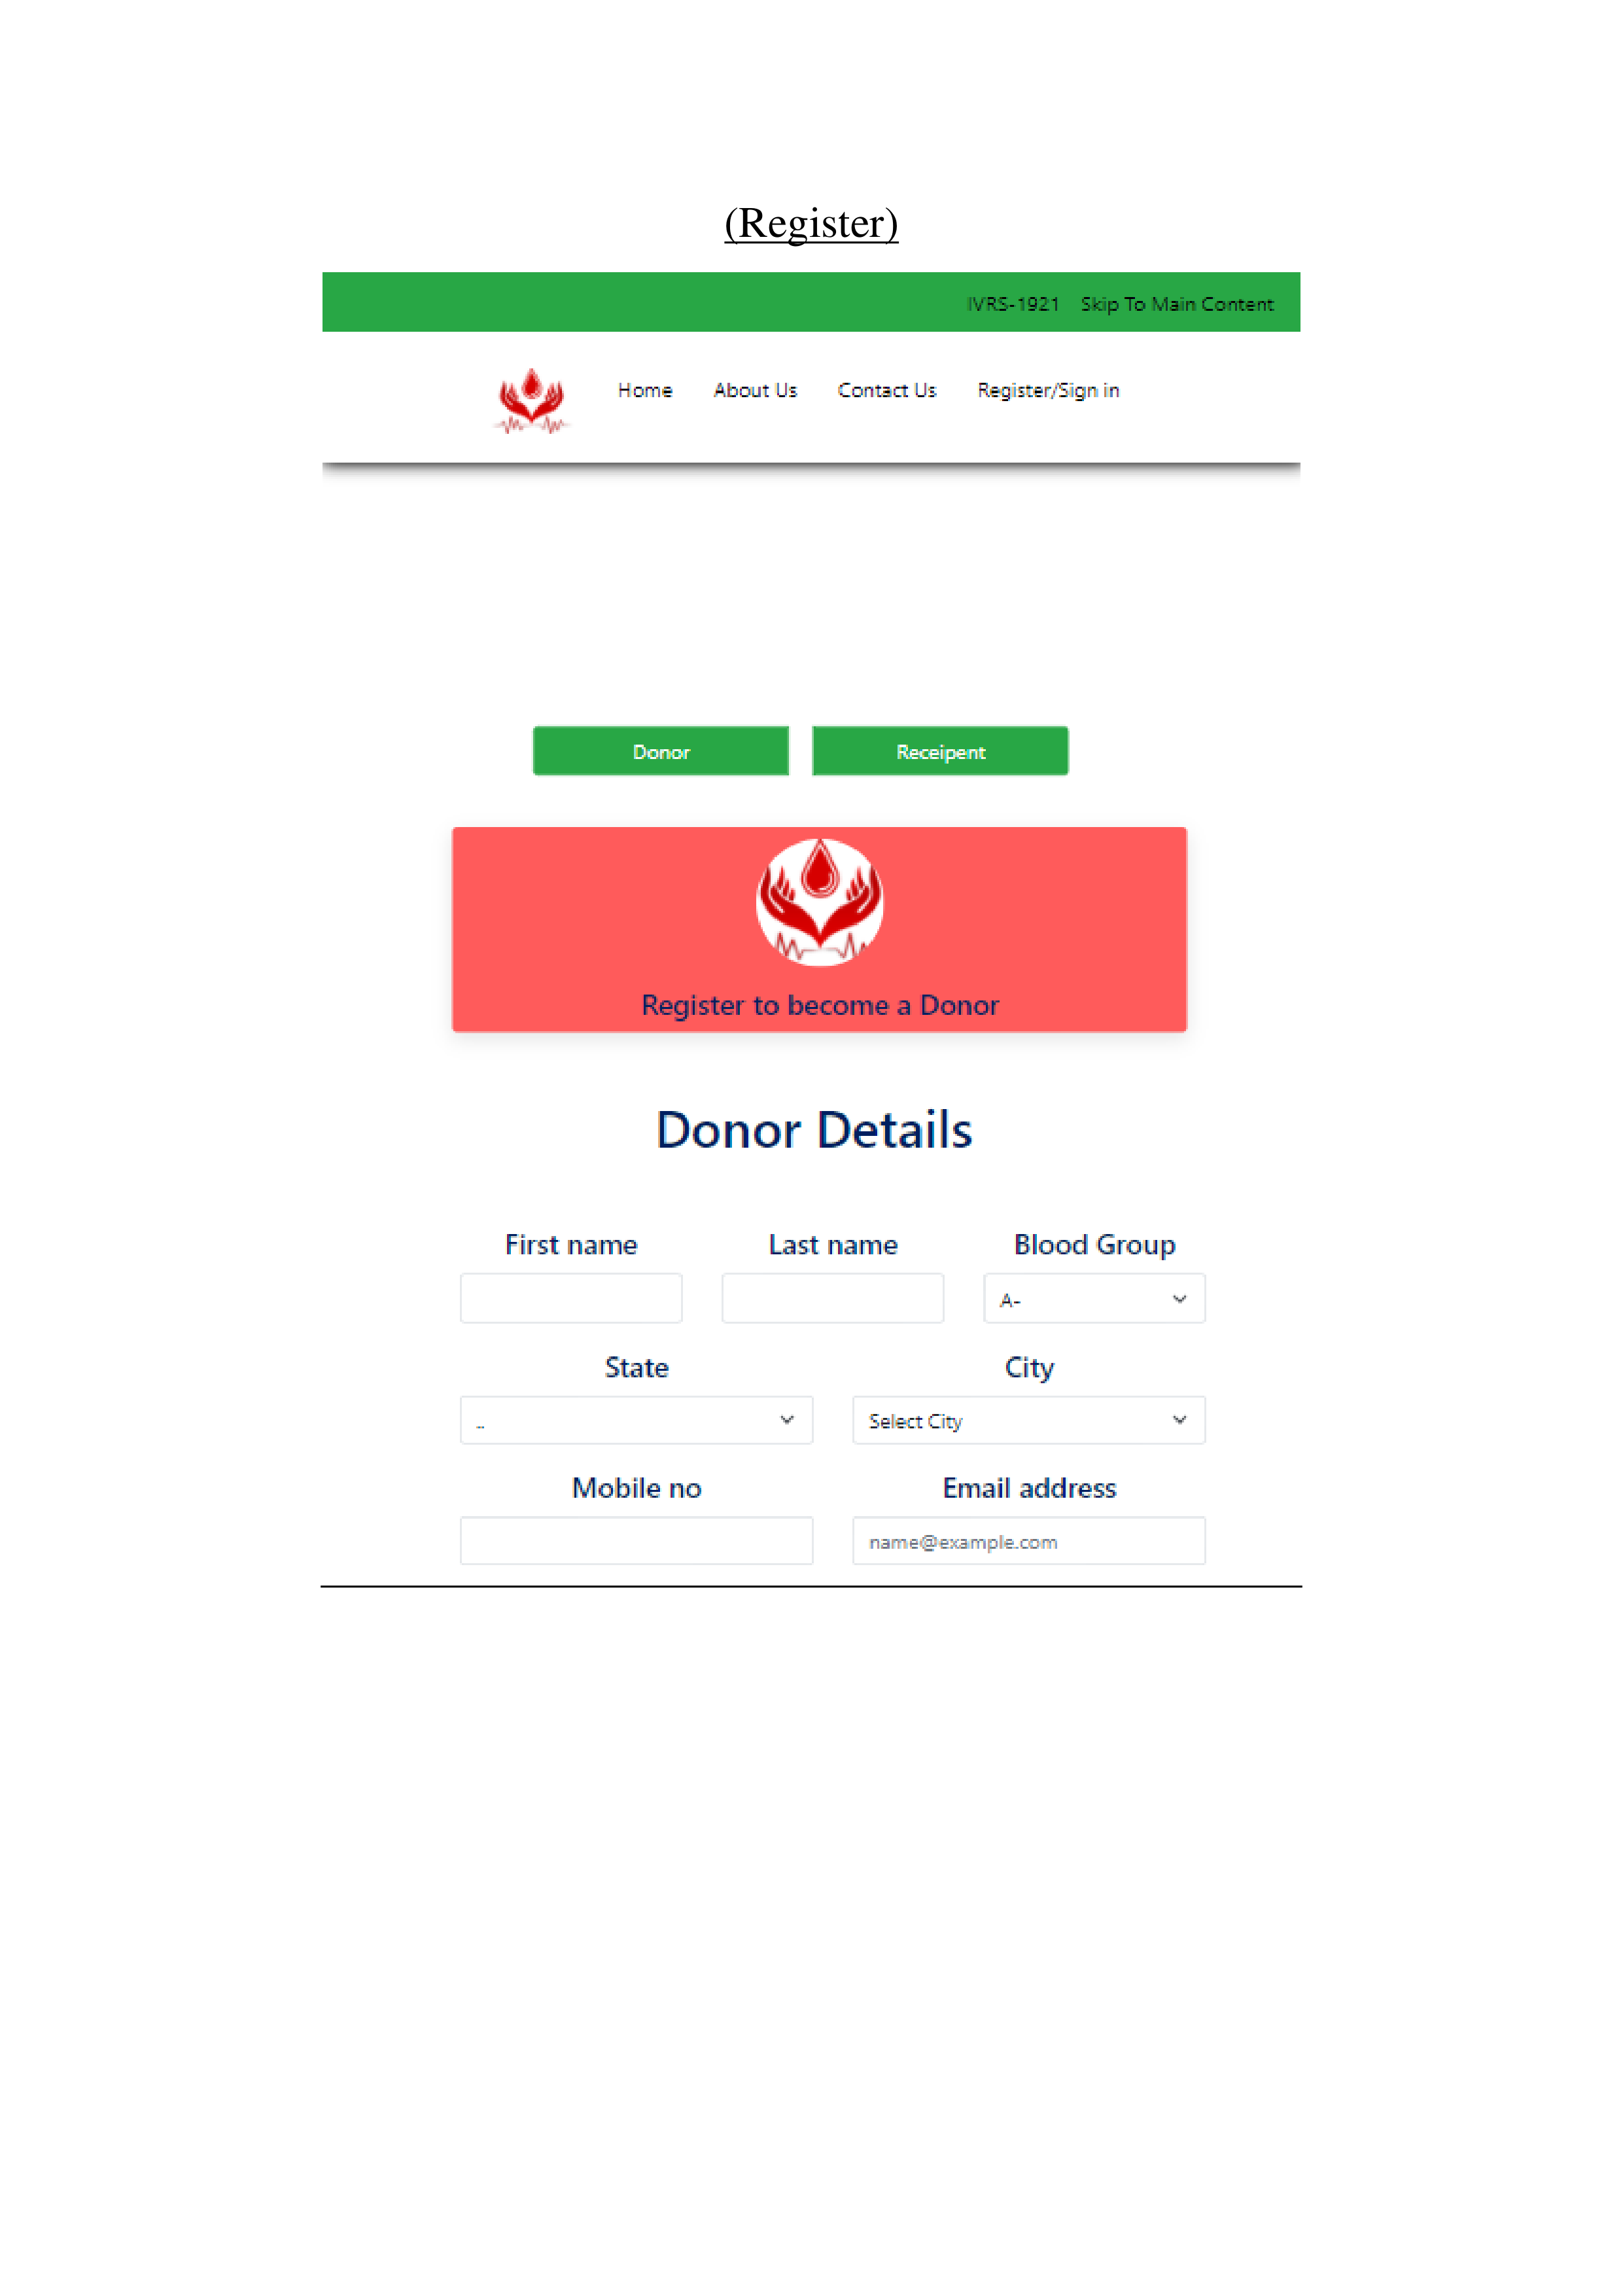 (Register)
IVRS-1921 Skip To Main Content
Home About Us Contact Us Register/Sign in
Donor Receipent
Register to become a Donor
Donor Details
First name Last name Blood Group
A-
State City
.. Select City
Mobile no Email address
name@example.com